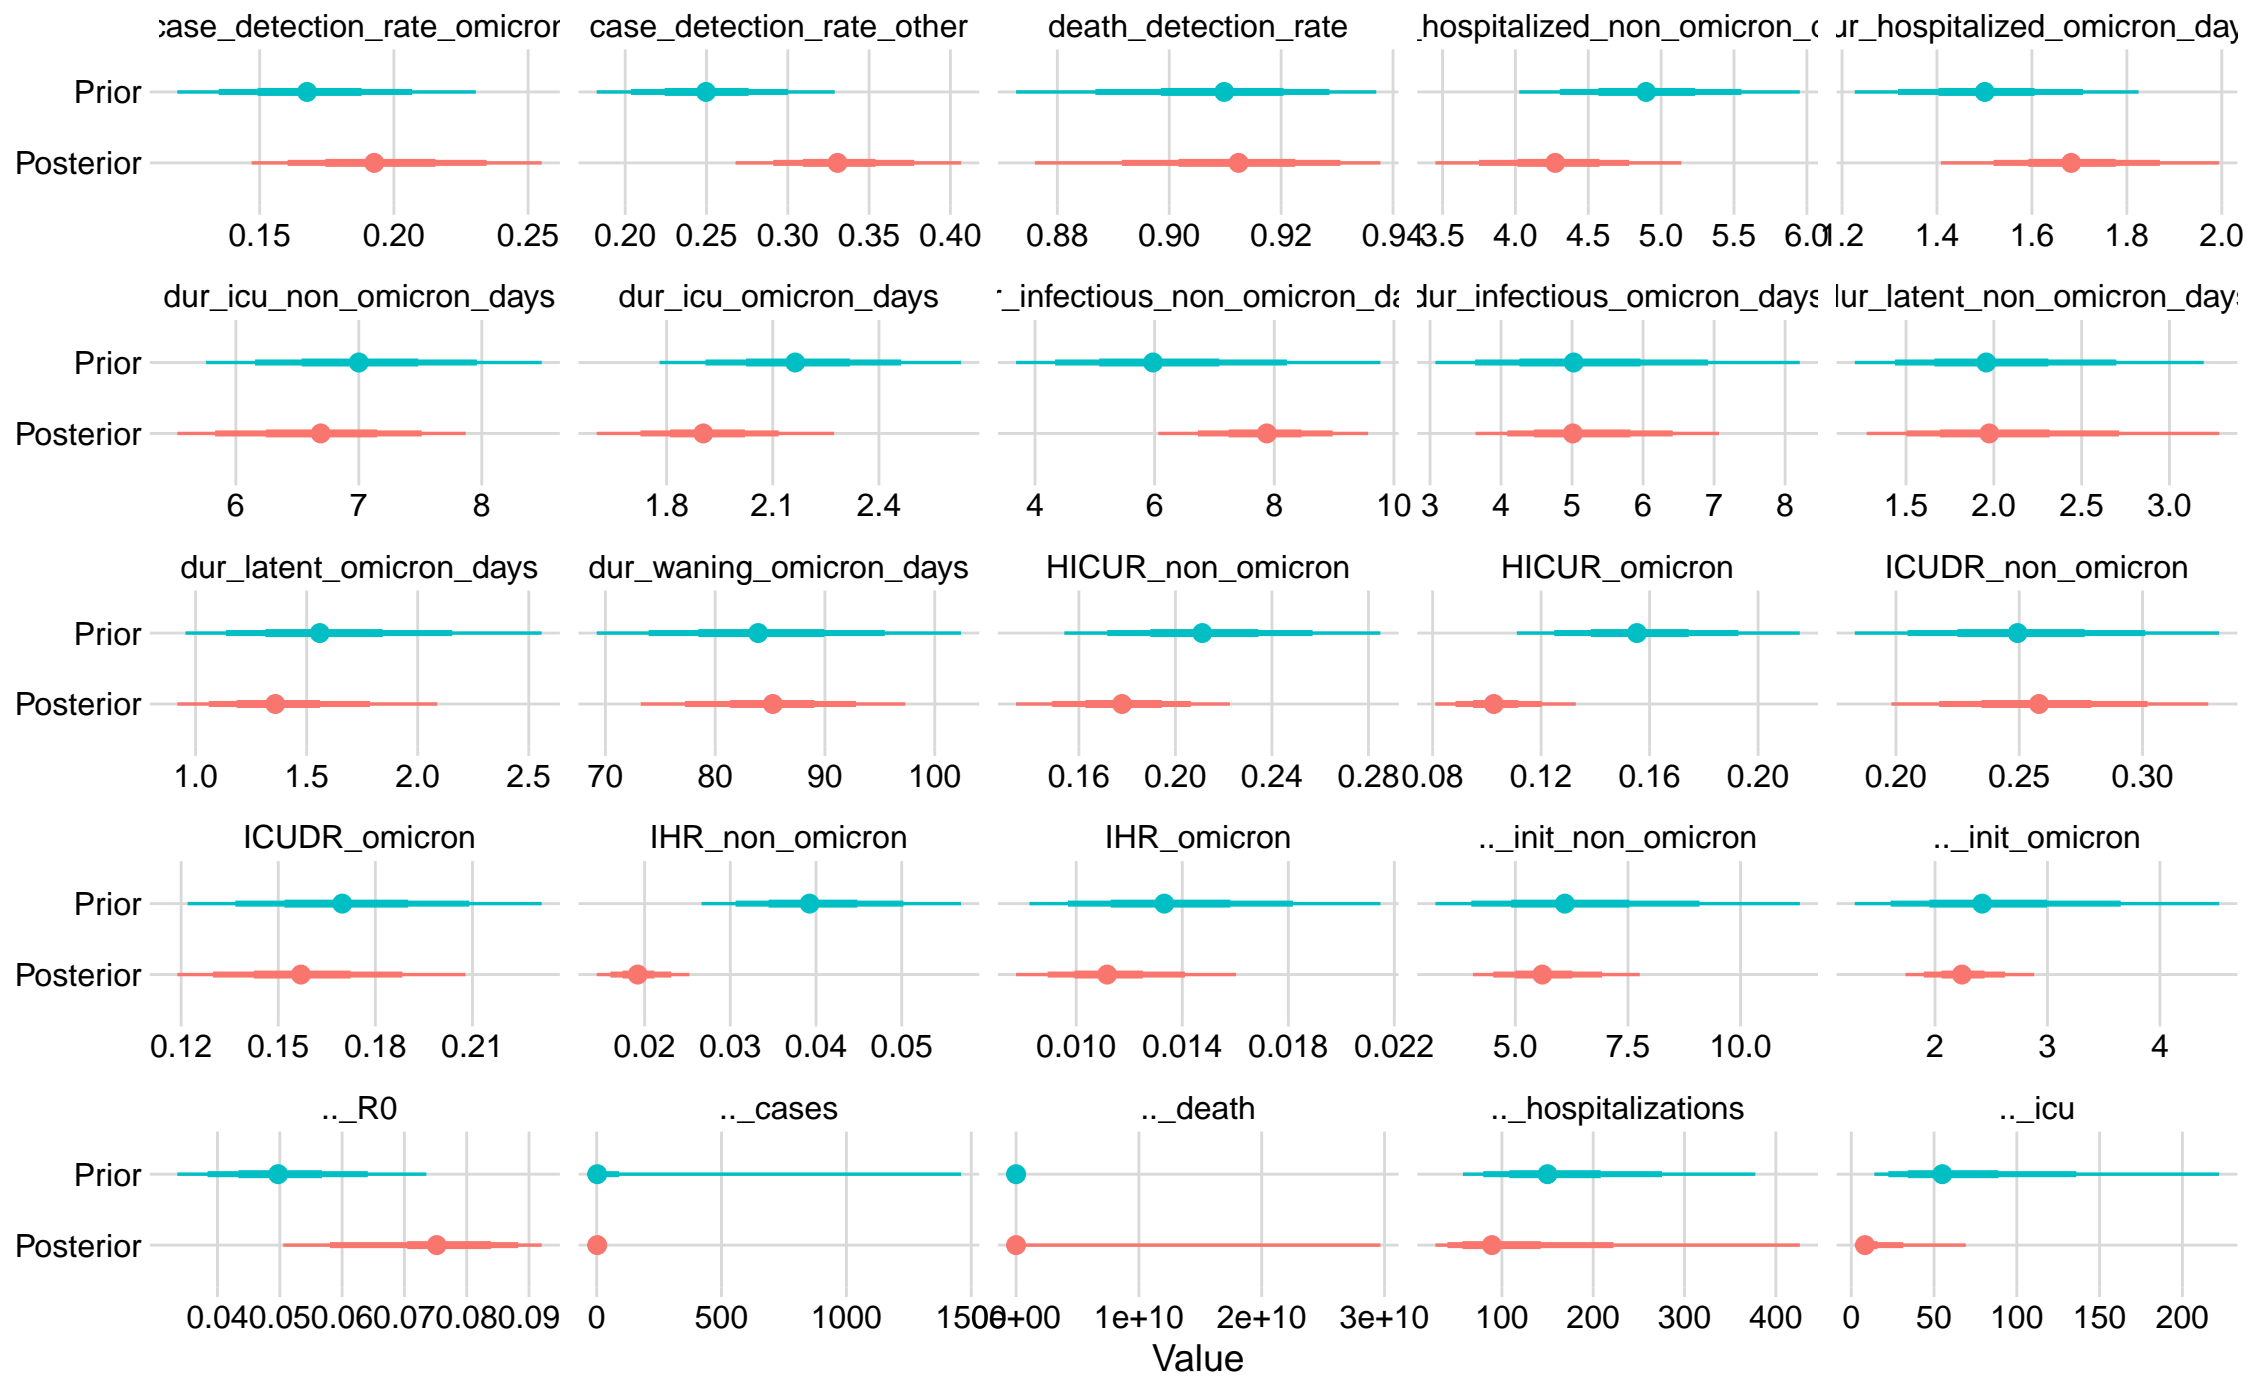 case_detection_rate_omicron case_detection_rate_other death_detection_rate _hospitalized_non_omicron_d ur_hospitalized_omicron_day
Prior
Posterior
0.15 0.20 0.25 0.20 0.25 0.30 0.35 0.40 0.88 0.90 0.92 0.94 3.5 4.0 4.5 5.0 5.5 6.0 1.2 1.4 1.6 1.8 2.0
dur_icu_non_omicron_days dur_icu_omicron_days r_infectious_non_omicron_da dur_infectious_omicron_days dur_latent_non_omicron_days
Prior
Posterior
6 7 8 1.8 2.1 2.4 4 6 8 10 3 4 5 6 7 8 1.5 2.0 2.5 3.0
dur_latent_omicron_days dur_waning_omicron_days HICUR_non_omicron HICUR_omicron ICUDR_non_omicron
Prior
Posterior
1.0 1.5 2.0 2.5 70 80 90 100 0.16 0.20 0.24 0.28 0.08 0.12 0.16 0.20 0.20 0.25 0.30
ICUDR_omicron IHR_non_omicron IHR_omicron .._init_non_omicron .._init_omicron
Prior
Posterior
0.12 0.15 0.18 0.21 0.02 0.03 0.04 0.05 0.010 0.014 0.018 0.022 5.0 7.5 10.0 2 3 4
.._R0 .._cases .._death .._hospitalizations .._icu
Prior
Posterior
0.04 0.05 0.06 0.07 0.08 0.09 0 500 1000 1500 0e+00 1e+10 2e+10 3e+10 100 200 300 400 0 50 100 150 200
Value